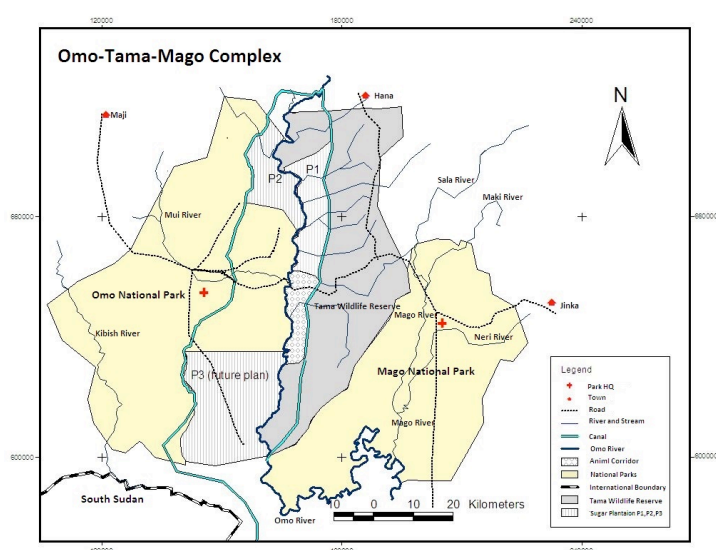 120000
180000
240000
Omo-Tama-Mago Complex
Hana
Maji
N
P2
P1
Sala River
Maki River
Mui River
660000
660000
Omo National Park
Tama Wildlife Reserve
Mago River
Jinka
Kibish River
Neri River
P3 (future plan)
Mago National Park
Mago River
600000
600000
South Sudan
Omo River
10 0 10 20 Kilometers
Legend
Park HQ
Town
Road
River and Stream
Canal
Omo River
Animl Corridor
National Parks
International Boundary
Tama Wildlife Reserve
Sugar Plantaion P1,P2,P3